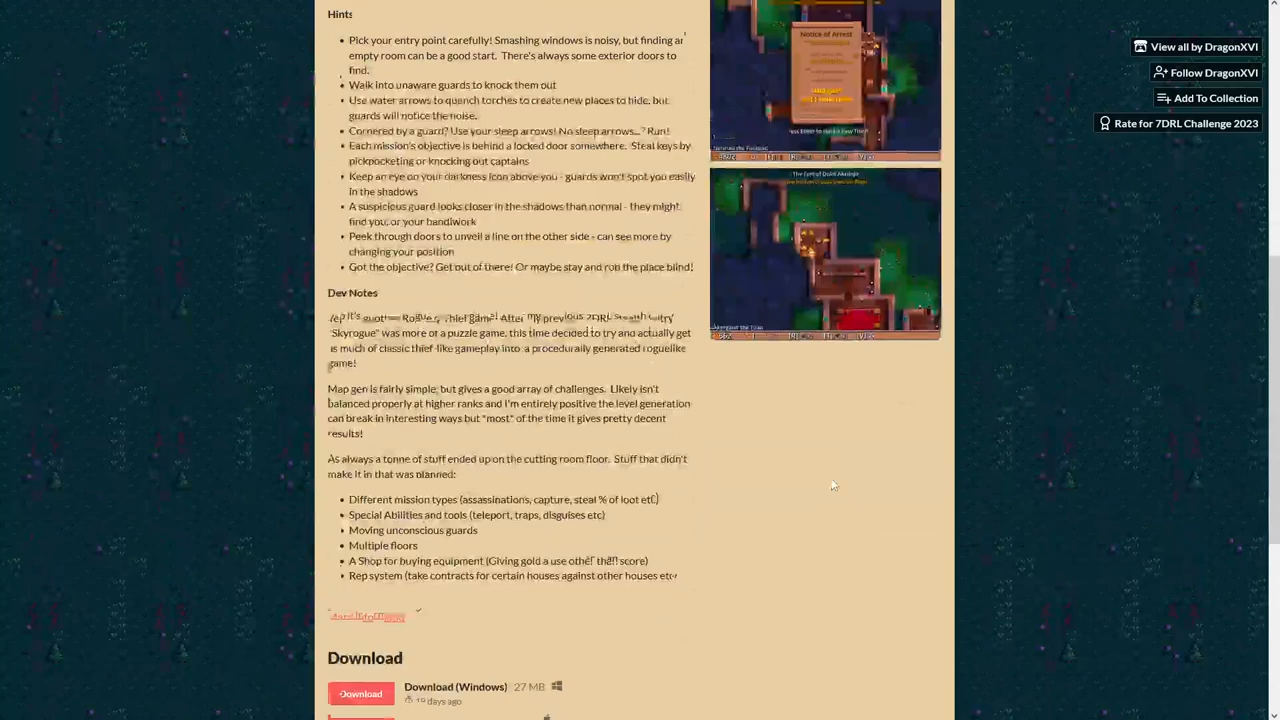 Hints
View all by DragonXVI
Follow DragonXVI
Add To Collection
Rate for 7DRL Challenge 2023
• Pick your entry point carefully! Smashing windows is noisy, but finding an
empty room can be a good start. There's always some exterior doors to
find.
• Walk into unaware guards to knock them out
• Use water arrows to quench torches to create new places to hide, but
guards will notice the noise.
• Cornered by a guard? Use your sleep arrows! No sleep arrows...? Run!
• Each mission's objective is behind a locked door somewhere. Steal keys by
pickpocketing or knocking out captains
• Keep an eye on your darkness icon above you - guards won't spot you easily
in the shadows
• A suspicious guard looks closer in the shadows than normal - they might
find you, or your handiwork
• Peek through doors to unveil a line on the other side - can see more by
changing your position
• Got the objective? Get out of there! Or maybe stay and rob the place blind!
Notice of Arrest
Dev Notes
game! After my previous 7DRL stealth entry
"Skyrogue" was more of a puzzle game, this time decided to try and actually get
as much of classic thief-like gameplay into a procedurally generated roguelike
game!
Map gen is fairly simple, but gives a good array of challenges. Likely isn't
balanced properly at higher ranks and I'm entirely positive the level generation
can break in interesting ways but "most" of the time it gives pretty decent
results!
As always a tonne of stuff ended up on the cutting room floor. Stuff that didn't
make it in that was planned:
• Different mission types (assassinations, capture, steal % of loot etc)
• Special Abilities and tools (teleport, traps, disguises etc)
• Moving unconscious guards
• Multiple floors
• A Shop for buying equipment (Giving gold a use other than score)
• Rep system (take contracts for certain houses against other houses etc
Download
Download
Download (Windows) 27 MB
19 days ago